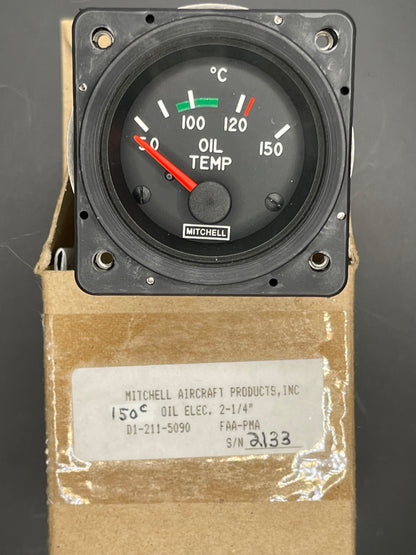 °C
50 100 120 150
OIL
TEMP
MITCHELL
MITCHELL AIRCRAFT PRODUCTS,INC
150c OIL ELEC. 2-1/4"
D1-211-5090 FAA-PMA
S/N 2133